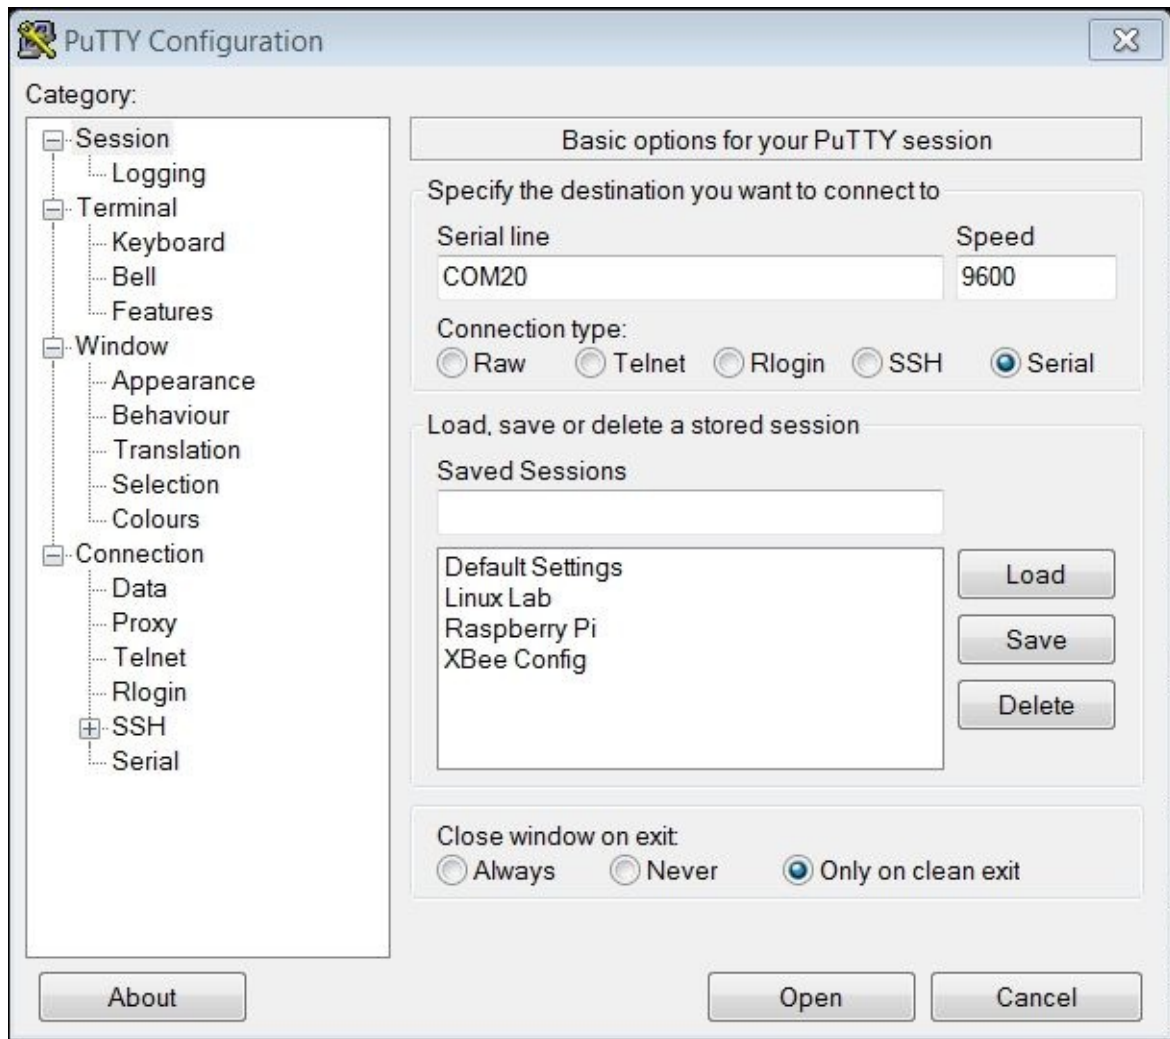 PuTTY Configuration
Category:
Session
Logging
Terminal
Keyboard
Bell
Features
Window
Appearance
Behaviour
Translation
Selection
Colours
Connection
Data
Proxy
Telnet
Rlogin
SSH
Serial
Basic options for your PuTTY session
Specify the destination you want to connect to
Serial line Speed
COM20 9600
Connection type:
Raw Telnet Rlogin SSH Serial
Load, save or delete a stored session
Saved Sessions
Default Settings
Linux Lab
Raspberry Pi
XBee Config
Load
Save
Delete
Close window on exit:
Always Never Only on clean exit
About Open Cancel